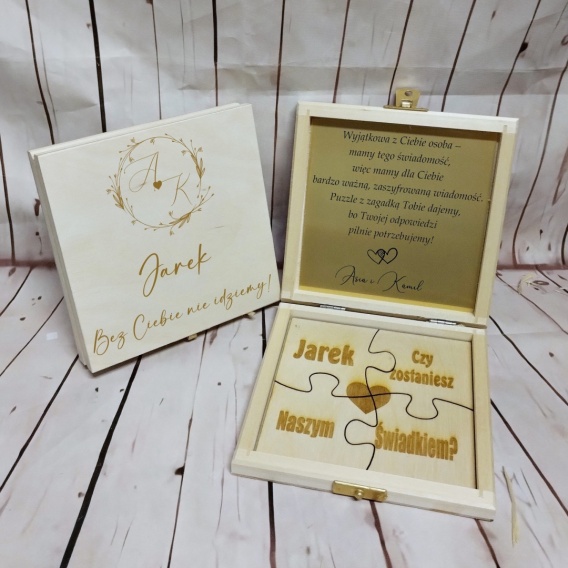 A
K
Jarek
Bez Ciebie nie idziemy!
Wyjątkowa z Ciebie osoba –
mamy tego świadomość,
więc mamy dla Ciebie
bardzo ważną, zaszyfrowaną wiadomość.
Puzzle z zagadką Tobie dajemy,
bo Twojej odpowiedzi
pilnie potrzebujemy!
Asia i Kamil
Jarek
Czy
zostaniesz
Naszym
Świadkiem?